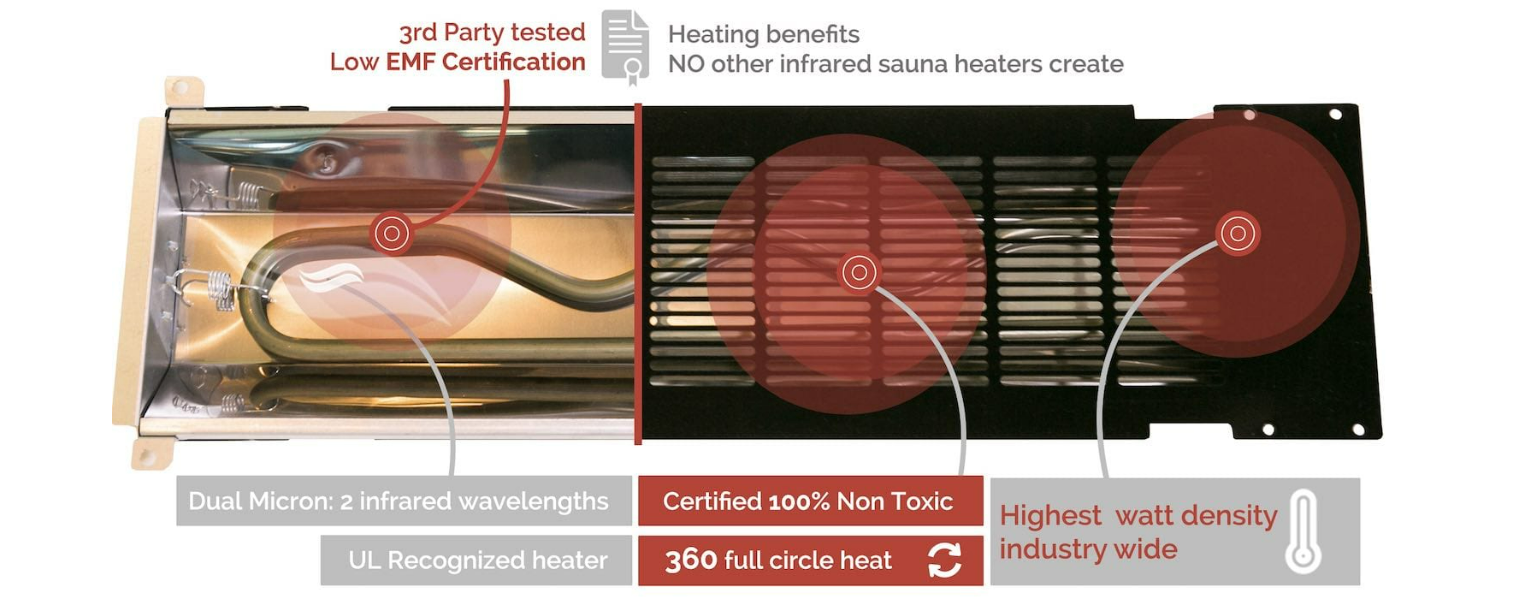 3rd Party tested
Low EMF Certification
Heating benefits
NO other infrared sauna heaters create
Dual Micron: 2 infrared wavelengths
UL Recognized heater
Certified 100% Non Toxic
360 full circle heat
Highest watt density
industry wide